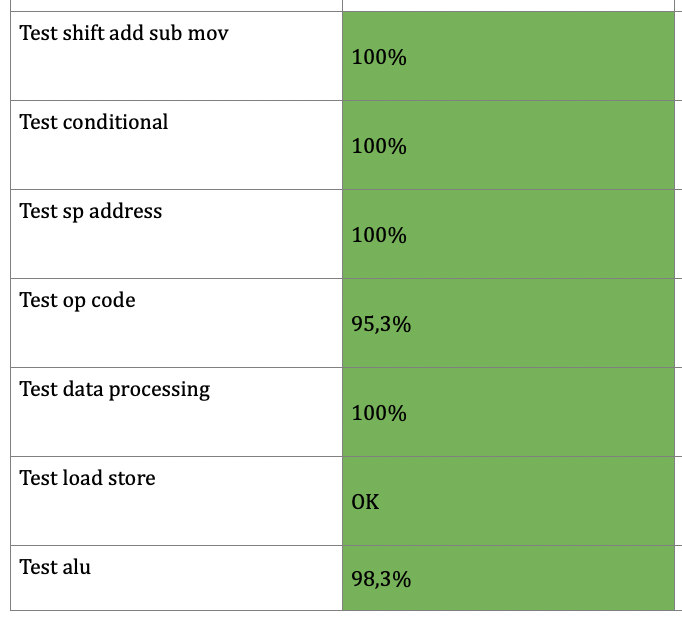 Test shift add sub mov
100%
Test conditional
100%
Test sp address
100%
Test op code
95,3%
Test data processing
100%
Test load store
OK
Test alu
98,3%